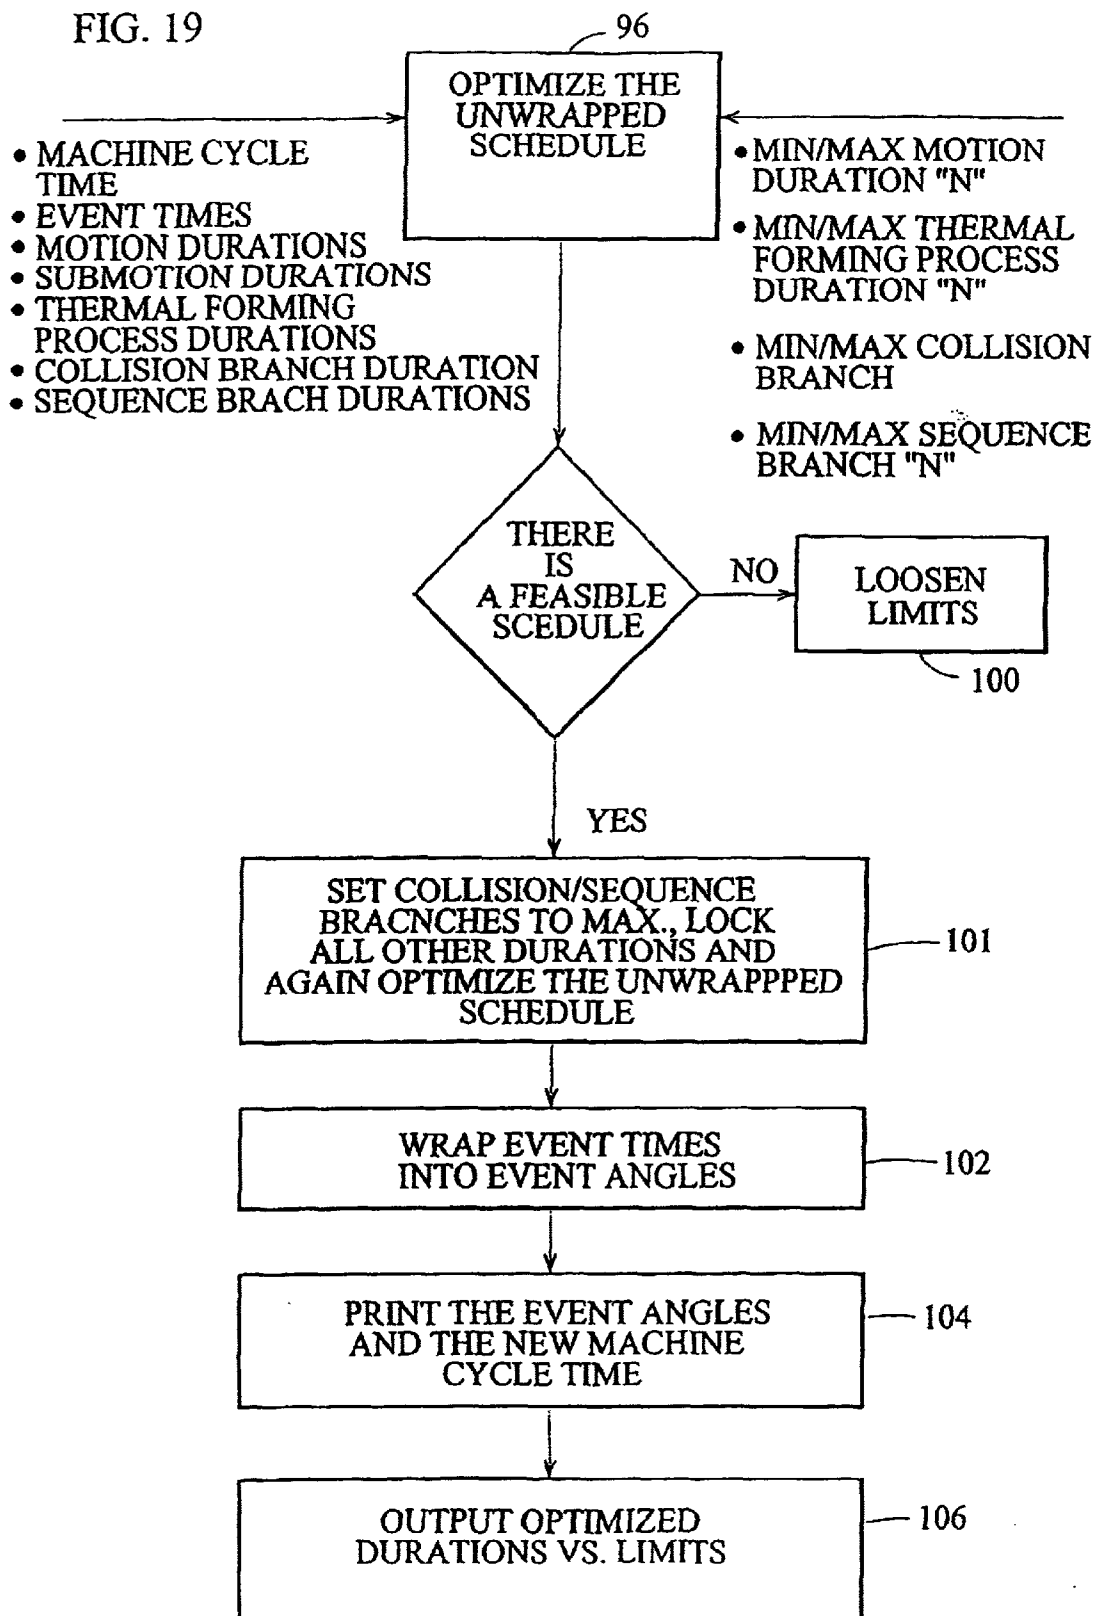 FIG. 19
96
OPTIMIZE THE
UNWRAPPED
SCHEDULE
• MACHINE CYCLE
TIME
• EVENT TIMES
• MOTION DURATIONS
• SUBMOTION DURATIONS
• THERMAL FORMING
PROCESS DURATIONS
• COLLISION BRANCH DURATION
• SEQUENCE BRACH DURATIONS
• MIN/MAX MOTION
DURATION "N"
• MIN/MAX THERMAL
FORMING PROCESS
DURATION "N"
• MIN/MAX COLLISION
BRANCH
• MIN/MAX SEQUENCE
BRANCH "N"
THERE
IS
A FEASIBLE
SCEDULE
NO
LOOSEN
LIMITS
100
YES
SET COLLISION/SEQUENCE
BRACNCHES TO MAX., LOCK
ALL OTHER DURATIONS AND
AGAIN OPTIMIZE THE UNWRAPPPED
SCHEDULE
101
WRAP EVENT TIMES
INTO EVENT ANGLES
102
PRINT THE EVENT ANGLES
AND THE NEW MACHINE
CYCLE TIME
104
OUTPUT OPTIMIZED
DURATIONS VS. LIMITS
106